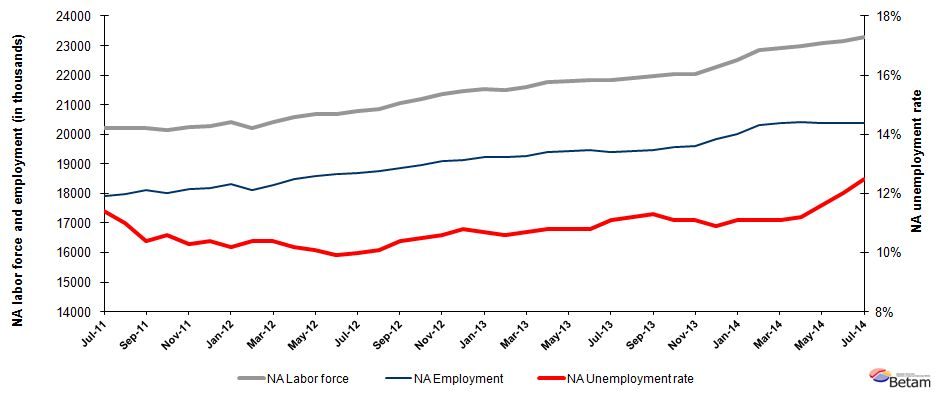 24000
23000
22000
21000
20000
19000
18000
17000
16000
15000
14000
NA labor force and employment (in thousands)
18%
16%
14%
12%
10%
8%
NA unemployment rate
Jul-11
Sep-11
Nov-11
Jan-12
Mar-12
May-12
Jul-12
Sep-12
Nov-12
Jan-13
Mar-13
May-13
Jul-13
Sep-13
Nov-13
Jan-14
Mar-14
May-14
Jul-14
NA Labor force
NA Employment
NA Unemployment rate
Betam